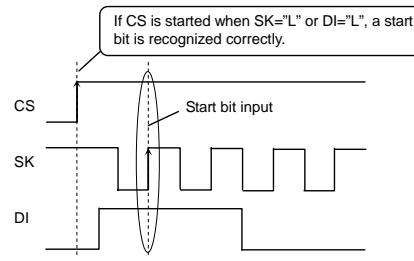 If CS is started when SK=”L” or DI=”L”, a start
bit is recognized correctly.
CS
Start bit input
SK
DI